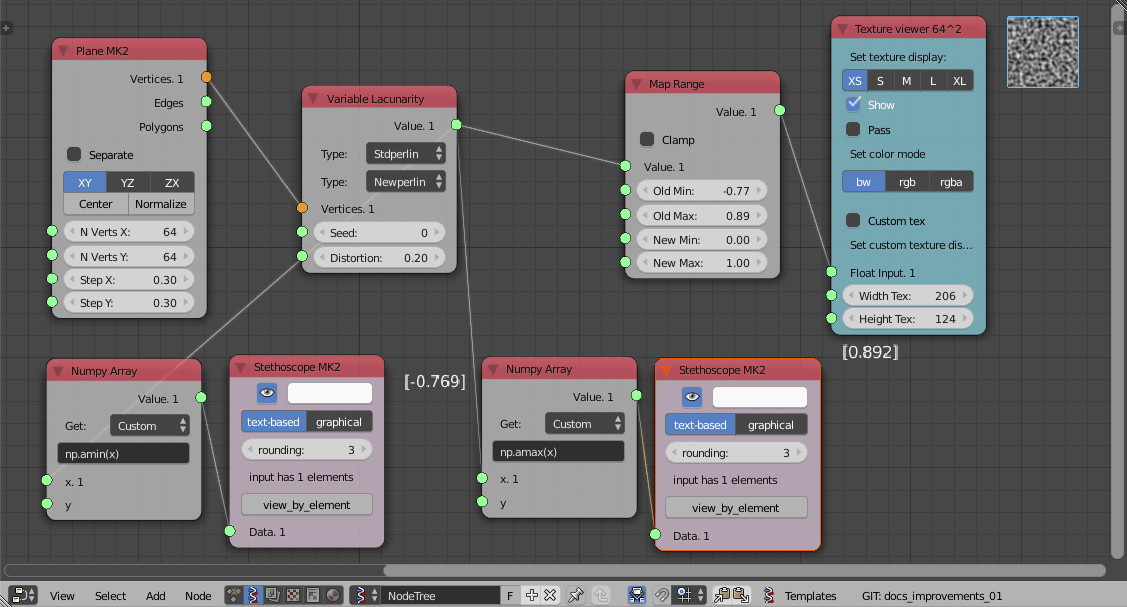 Plane MK2
Vertices. 1
Edges
Polygons
Separate
XY YZ ZX
Center Normalize
N Verts X: 64
N Verts Y: 64
Step X: 0.30
Step Y: 0.30
Variable Lacunarity
Value. 1
Type: Stdperlin
Type: Newperlin
Vertices. 1
Seed: 0
Distortion: 0.20
Map Range
Value. 1
Clamp
Value. 1
Old Min: -0.77
Old Max: 0.89
New Min: 0.00
New Max: 1.00
Texture viewer 64^2
Set texture display:
XS S M L XL
Show
Pass
Set color mode
bw rgb rgba
Custom tex
Set custom texture dis...
Float Input. 1
Width Tex: 206
Height Tex: 124
[0.892]
Numpy Array
Value. 1
Get: Custom
np.amin(x)
x. 1
y
Stethoscope MK2
text-based graphical
rounding: 3
input has 1 elements
view_by_element
Data. 1
[-0.769]
Numpy Array
Value. 1
Get: Custom
np.amax(x)
x. 1
y
Stethoscope MK2
text-based graphical
rounding: 3
input has 1 elements
view_by_element
Data. 1
View Select Add Node NodeTree F Templates GIT: docs_improvements_01